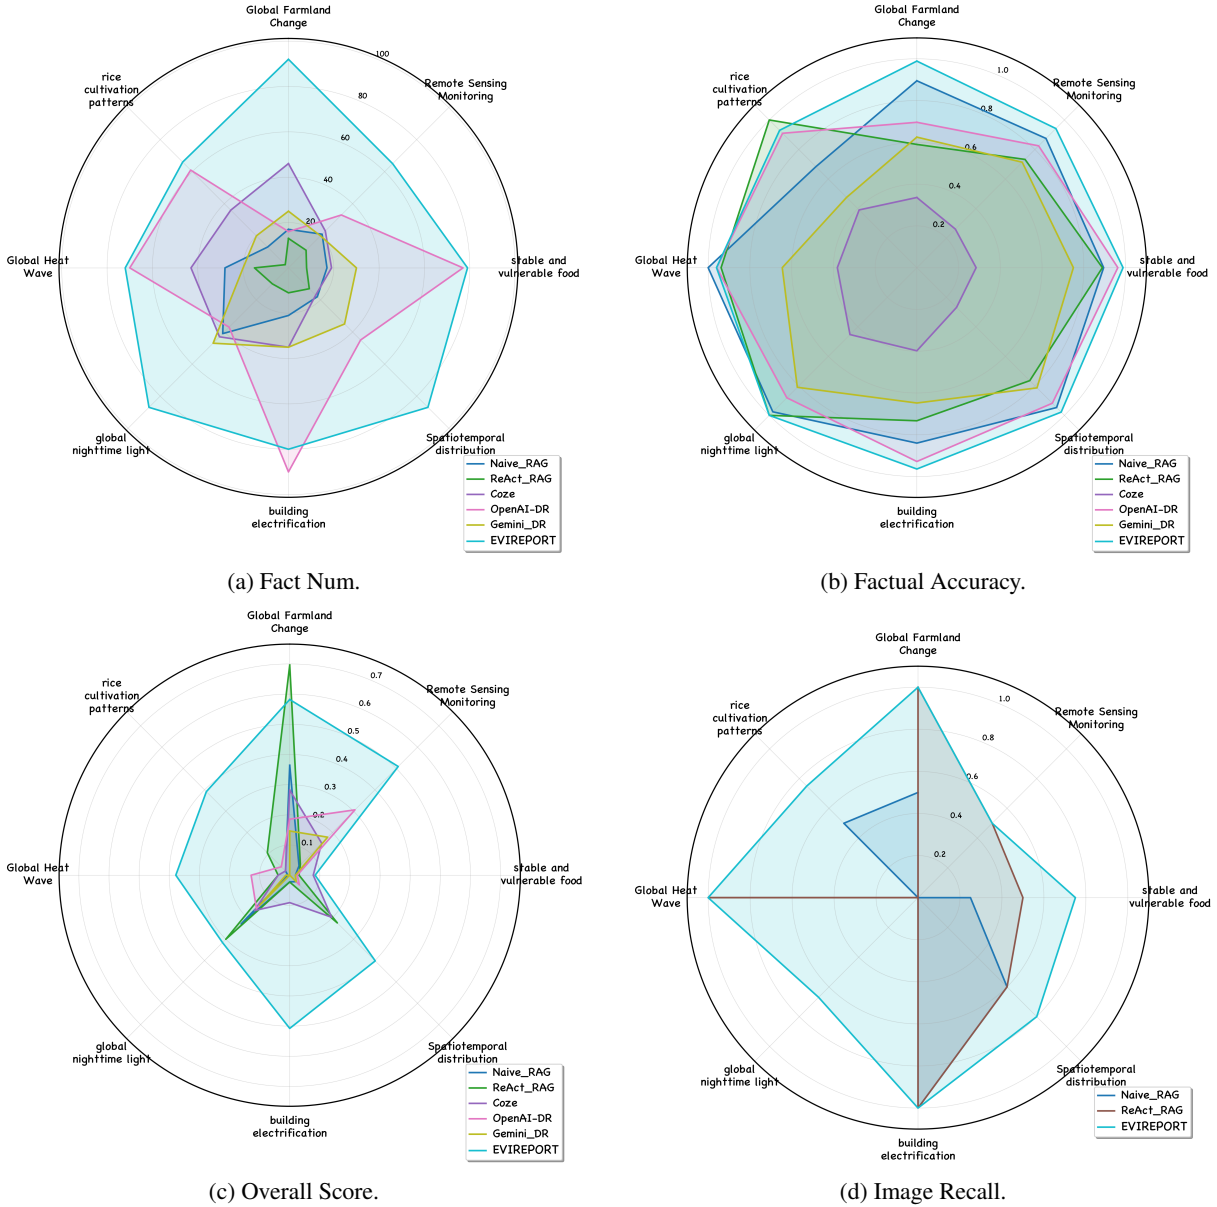 Global Farmland
Change
100
Remote Sensing
Monitoring
80
60
40
20
rice
cultivation
patterns
Global Heat
Wave
stable and
vulnerable food
global
nighttime light
Spatiotemporal
distribution
building
electrification
Naive_RAG
ReAct_RAG
Coze
OpenAI-DR
Gemini_DR
EVIREPORT
(a) Fact Num.
Global Farmland
Change
1.0
Remote Sensing
Monitoring
0.8
0.6
0.4
0.2
rice
cultivation
patterns
Global Heat
Wave
stable and
vulnerable food
global
nighttime light
Spatiotemporal
distribution
building
electrification
Naive_RAG
ReAct_RAG
Coze
OpenAI-DR
Gemini_DR
EVIREPORT
(b) Factual Accuracy.
Global Farmland
Change
0.7
Remote Sensing
Monitoring
0.6
0.5
0.4
0.3
0.2
0.1
rice
cultivation
patterns
Global Heat
Wave
stable and
vulnerable food
global
nighttime light
Spatiotemporal
distribution
building
electrification
Naive_RAG
ReAct_RAG
Coze
OpenAI-DR
Gemini_DR
EVIREPORT
(c) Overall Score.
Global Farmland
Change
1.0
Remote Sensing
Monitoring
0.8
0.6
0.4
0.2
rice
cultivation
patterns
Global Heat
Wave
stable and
vulnerable food
global
nighttime light
Spatiotemporal
distribution
building
electrification
Naive_RAG
ReAct_RAG
EVIREPORT
(d) Image Recall.